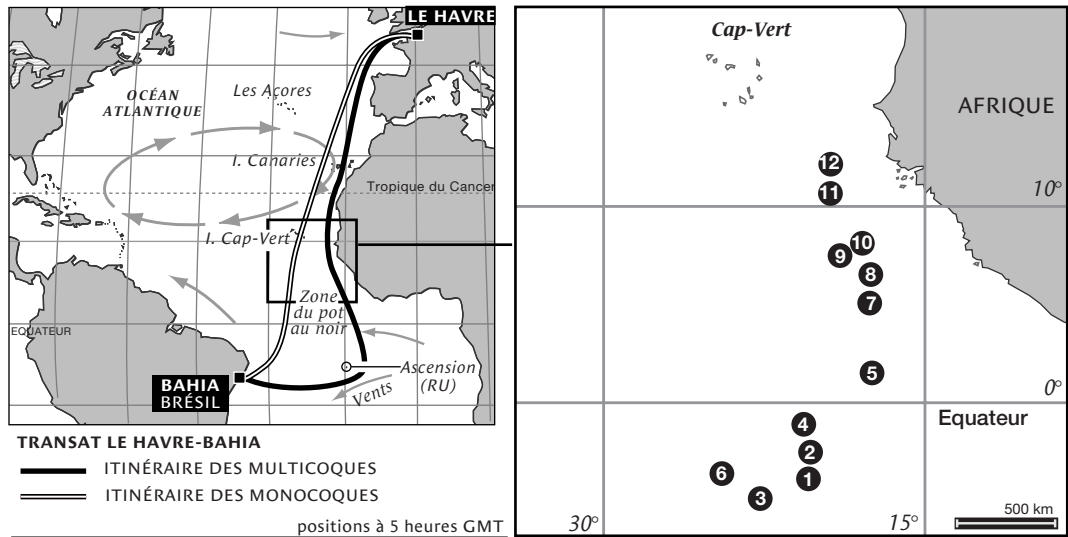 LE HAVRE
OCÉAN
ATLANTIQUE
Les Açores
I. Canaries
Tropique du Cancer
I. Cap-Vert
Zone
du pot
au noir
EQUATEUR
Ascension
(RU)
Vents
BAHIA
BRÉSIL
TRANSAT LE HAVRE-BAHIA
ITINÉRAIRE DES MULTICOQUES
ITINÉRAIRE DES MONOCOQUES
positions à 5 heures GMT
Cap-Vert
AFRIQUE
12
11
10°
10
9
8
7
5
0°
Equateur
4
2
6
1
3
30°
15°
500 km